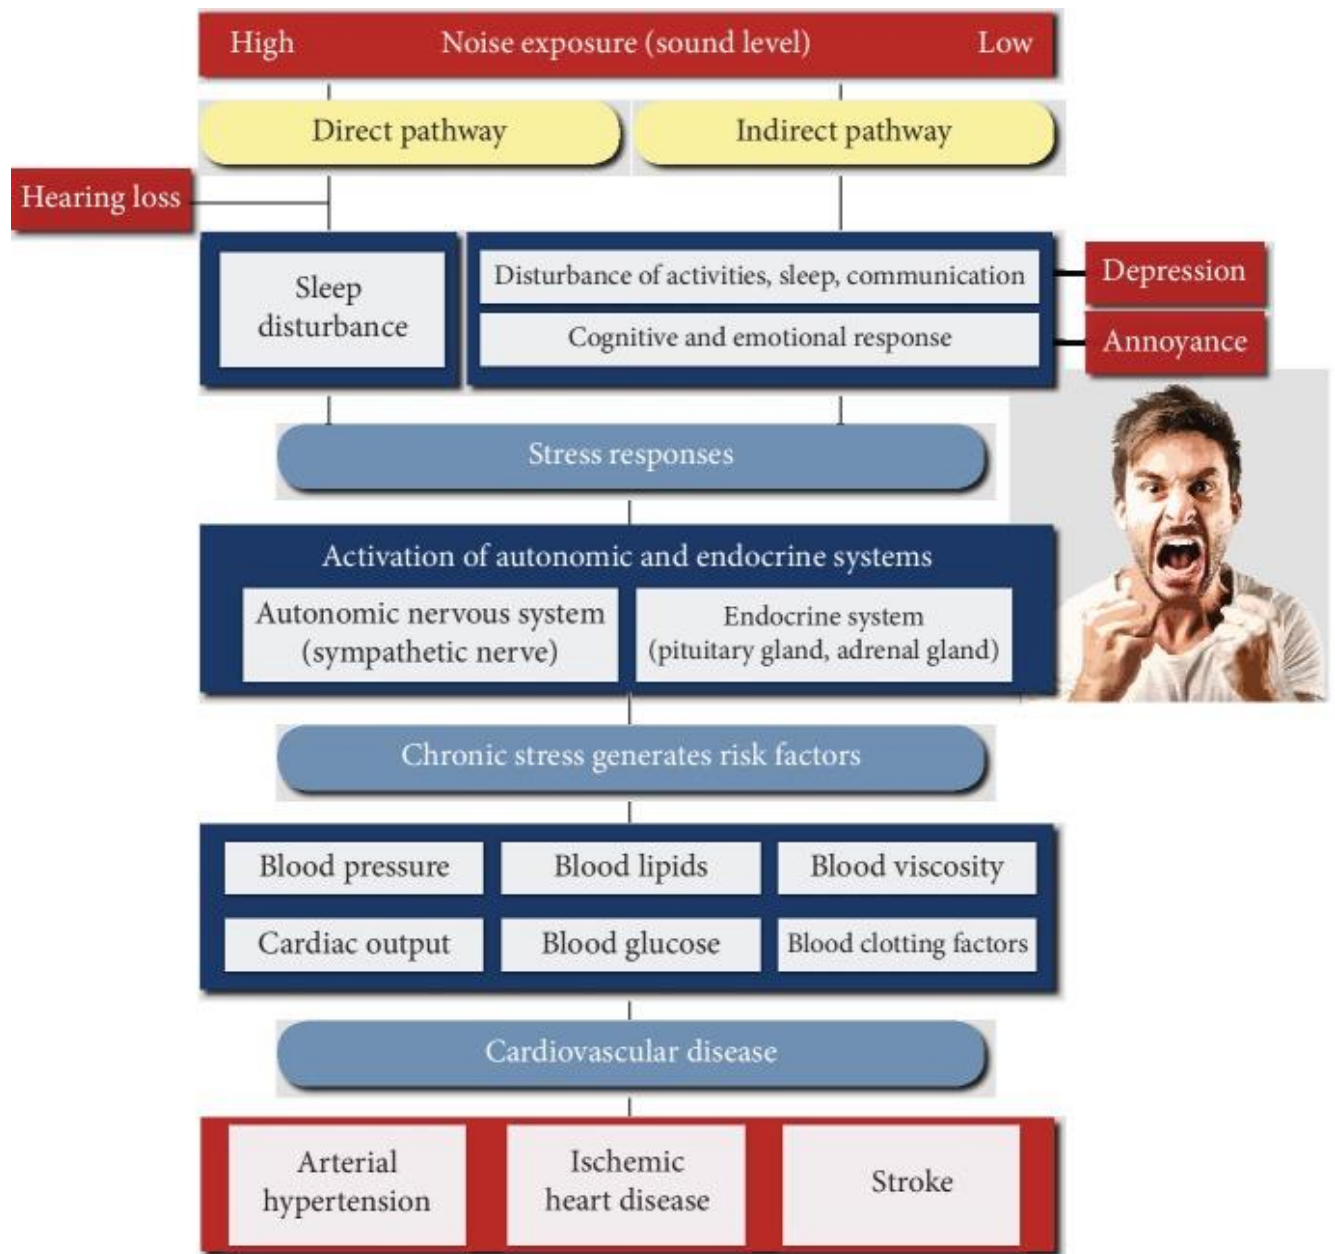 High Noise exposure (sound level) Low
Direct pathway
Indirect pathway
Hearing loss
Sleep
disturbance
Disturbance of activities, sleep, communication
Cognitive and emotional response
Depression
Annoyance
Stress responses
Activation of autonomic and endocrine systems
Autonomic nervous system
(sympathetic nerve)
Endocrine system
(pituitary gland, adrenal gland)
Chronic stress generates risk factors
Blood pressure
Blood lipids
Blood viscosity
Cardiac output
Blood glucose
Blood clotting factors
Cardiovascular disease
Arterial
hypertension
Ischemic
heart disease
Stroke